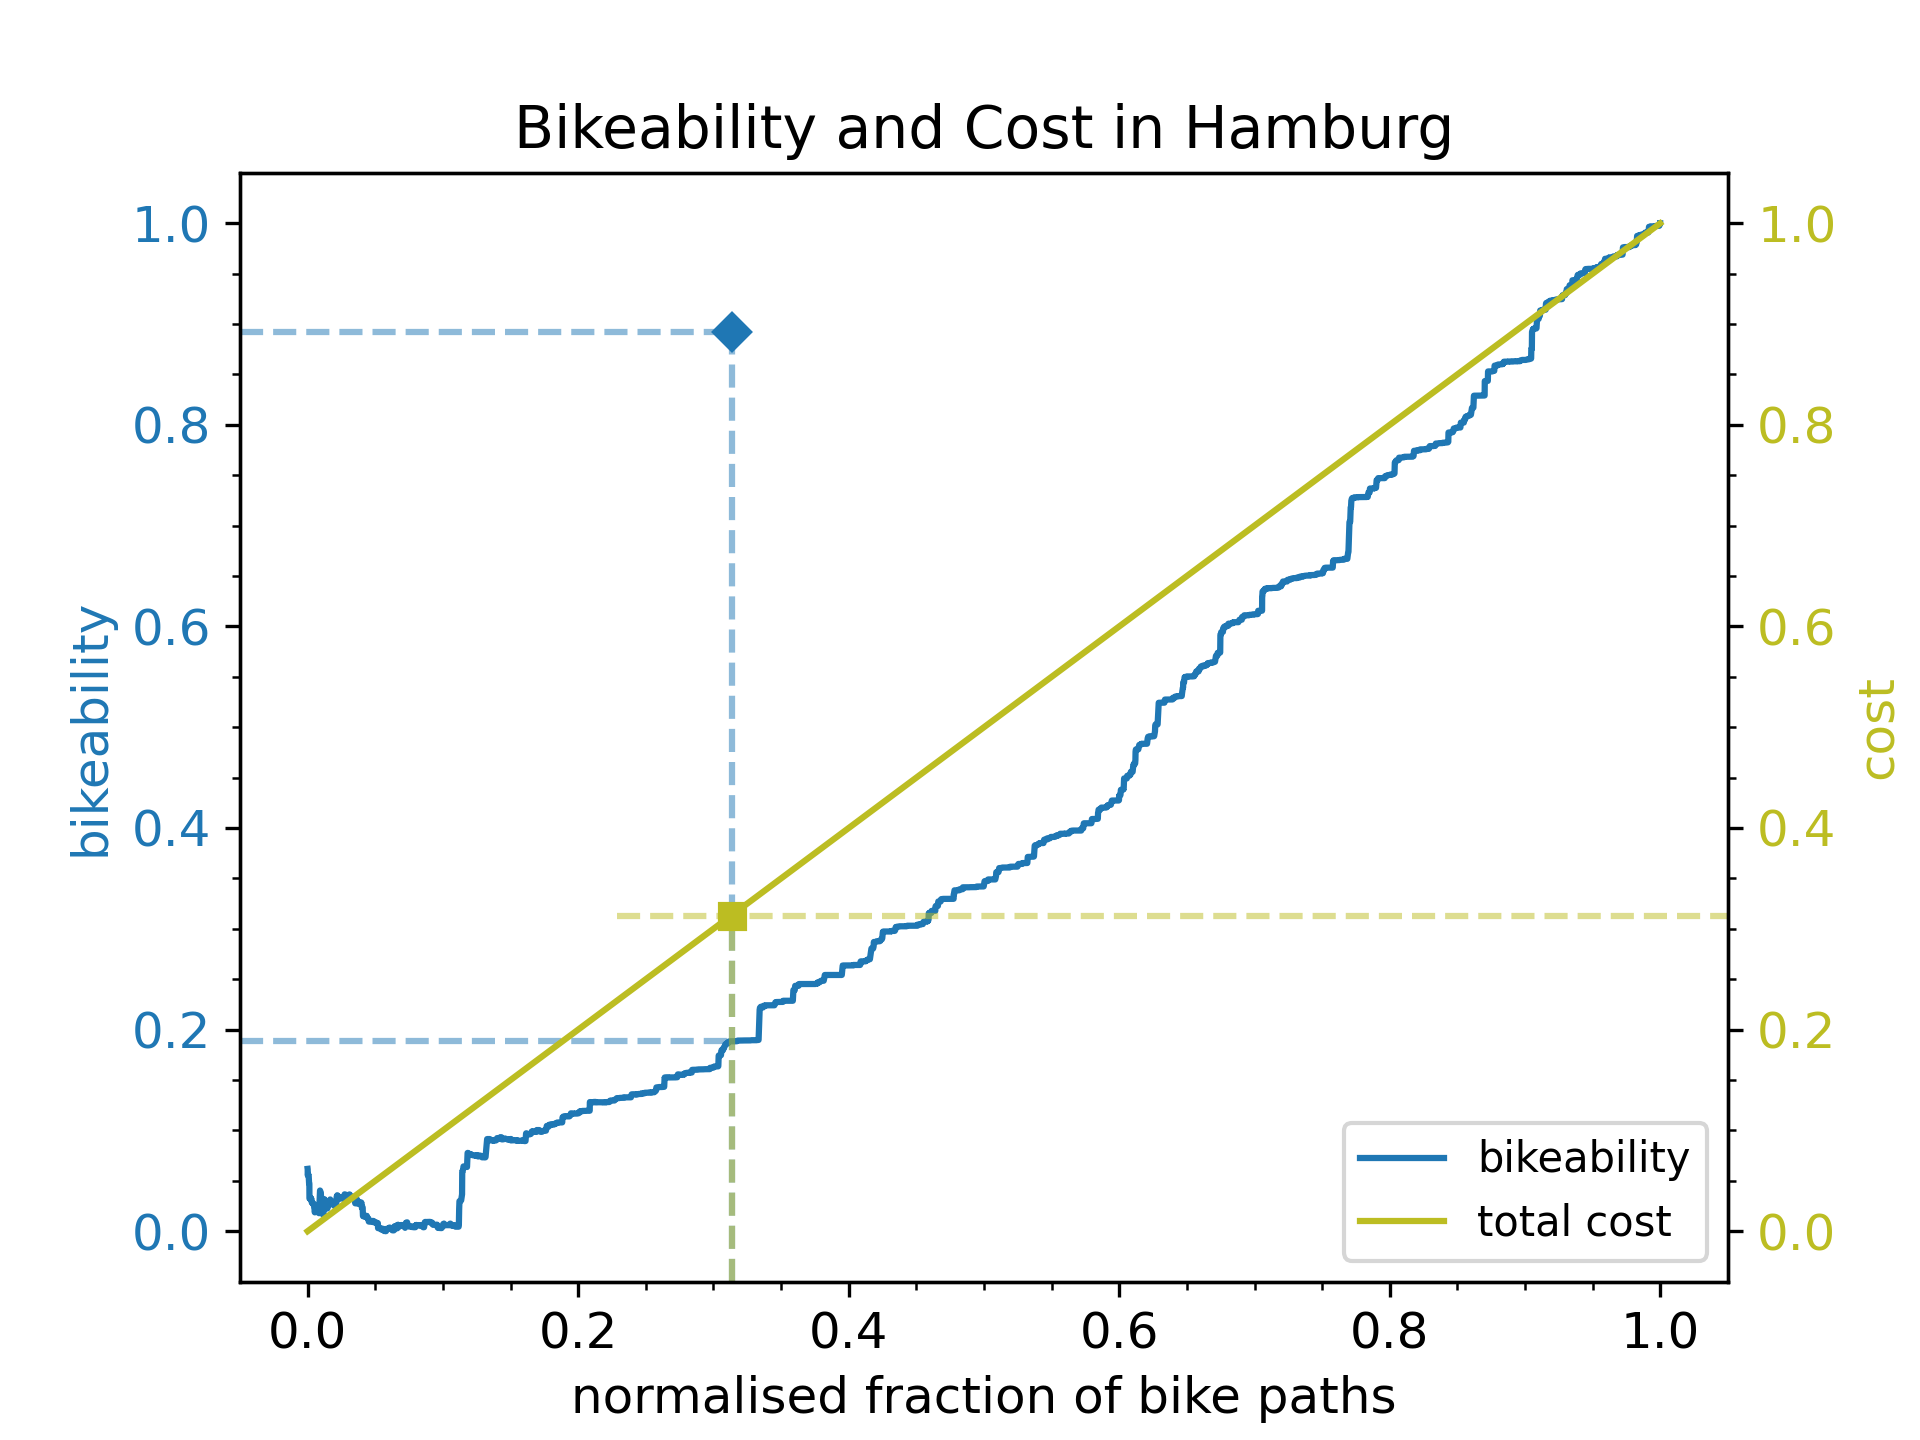 Bikeability and Cost in Hamburg
bikeability
1.0
0.8
0.6
0.4
0.2
0.0
1.0
0.8
0.6
0.4
0.2
0.0
cost
bikeability
total cost
0.0 0.2 0.4 0.6 0.8 1.0
normalised fraction of bike paths